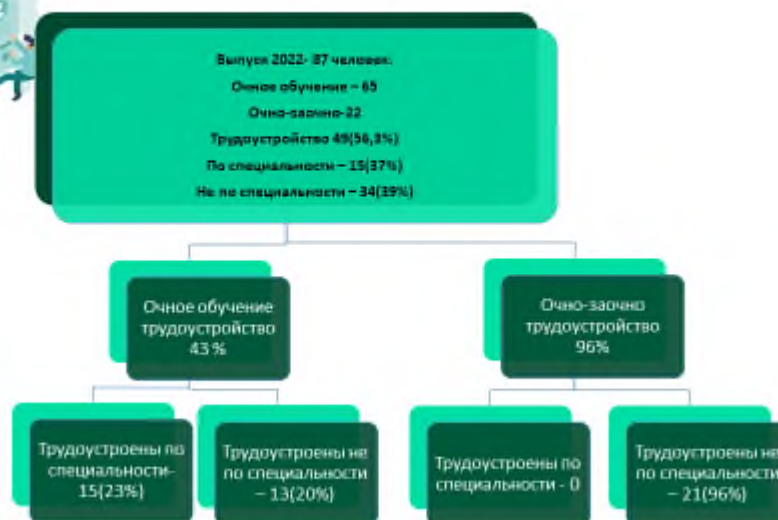 Выпуск 2022- 87 человек.
Очное обучение – 65
Очно-заочно-22
Трудоустройство 49(56,3%)
По специальности – 15(37%)
Не по специальности – 34(39%)
Очное обучение
трудоустройство
43 %
Очно-заочно
трудоустройство
96%
Трудоустроены по
специальности-
15(23%)
Трудоустроены не
по специальности
– 13(20%)
Трудоустроены по
специальности - 0
Трудоустроены не
по специальности
– 21(96%)